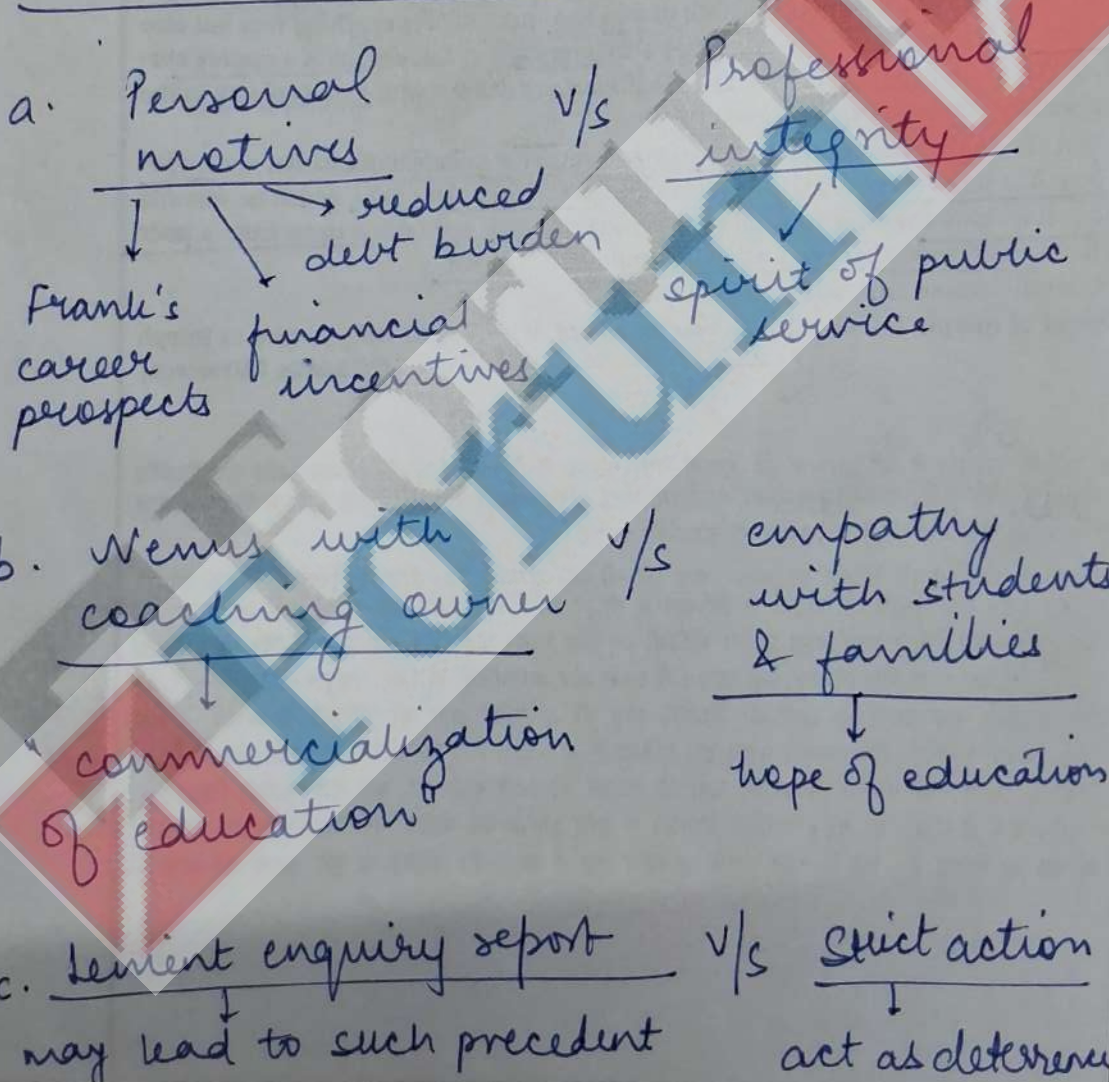 a. Personal v/s Professional
motives integrity
reduced
debt burden
Frank's financial spirit of public
career incentives service
prospects
b. Nexus with v/s empathy
coaching owner with students
& families
"commercialization hope of education
of education"
c. Lenient enquiry report v/s Strict action
may lead to such precedent act as deterrence
Forum